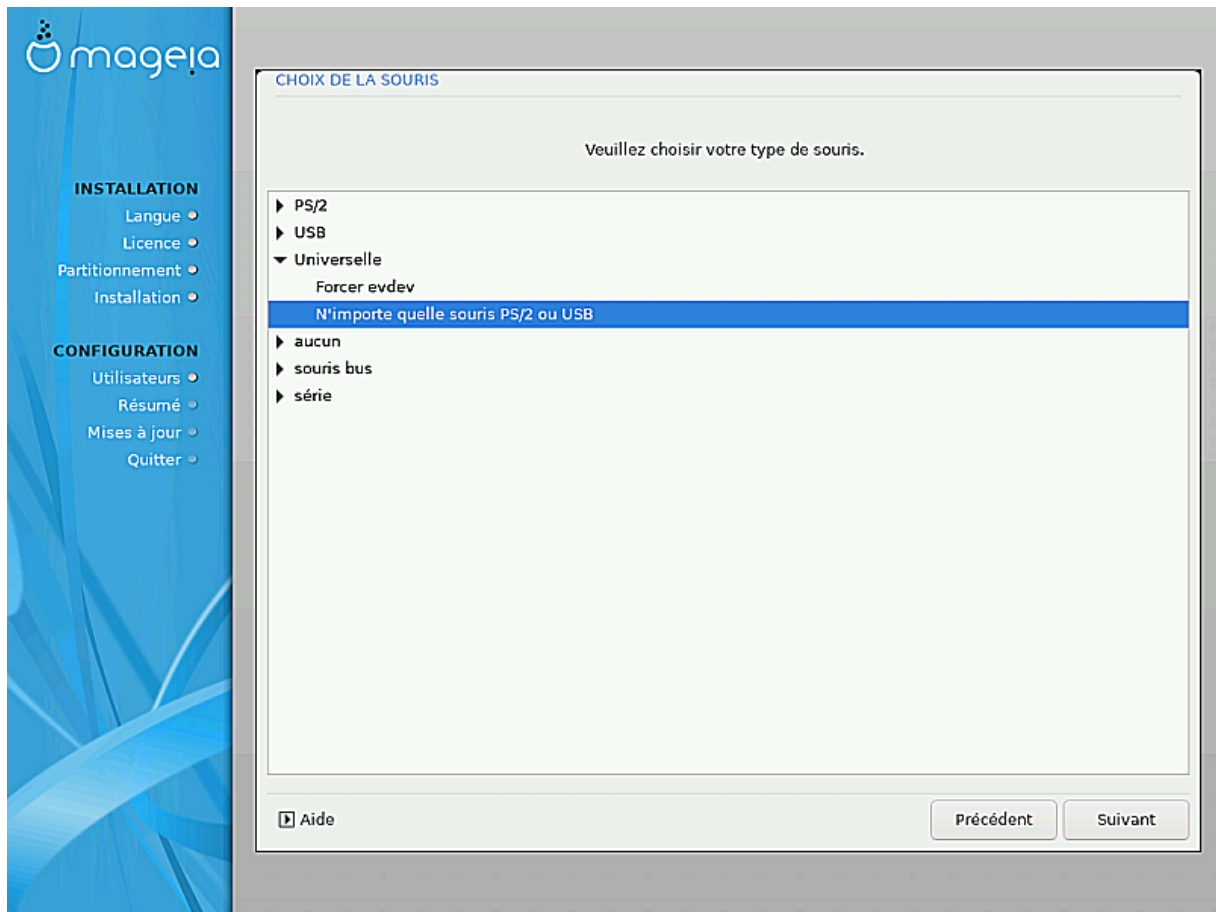 mageia
INSTALLATION
Langue
Licence
Partitionnement
Installation
CONFIGURATION
Utilisateurs
Résumé
Mises à jour
Quitter
CHOIX DE LA SOURIS
Veuillez choisir votre type de souris.
PS/2
USB
Universelle
Forcer evdev
N'importe quelle souris PS/2 ou USB
aucun
souris bus
série
Aide
Précédent
Suivant